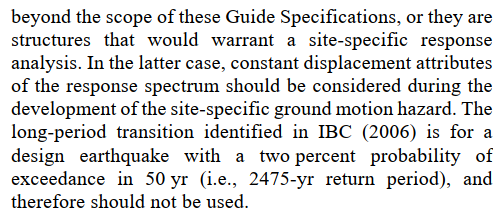 beyond the scope of these Guide Specifications, or they are
structures that would warrant a site-specific response
analysis. In the latter case, constant displacement attributes
of the response spectrum should be considered during the
development of the site-specific ground motion hazard. The
long-period transition identified in IBC (2006) is for a
design earthquake with a two percent probability of
exceedance in 50 yr (i.e., 2475-yr return period), and
therefore should not be used.